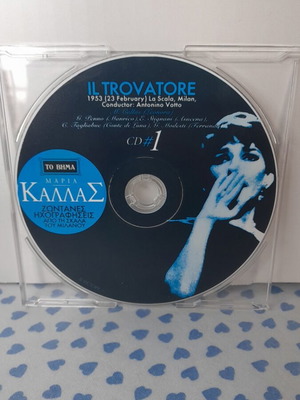 IL TROVATORE
1953 (23 February) La Scala, Milan,
Conductor: Antonino Votto
G. Penno (Manrico), E. Stignani (Azucena),
C. Tagliabue (Conte di Luna), G. Modesti (Ferrando)
CD #1
ΤΟ ΒΗΜΑ
ΜΑΡΙΑ
ΚΑΛΛΑΣ
ΖΩΝΤΑΝΕΣ
ΗΧΟΓΡΑΦΗΣΕΙΣ
ΑΠΟ ΤΗ ΣΚΑΛΑ
ΤΟΥ ΜΙΛΑΝΟΥ